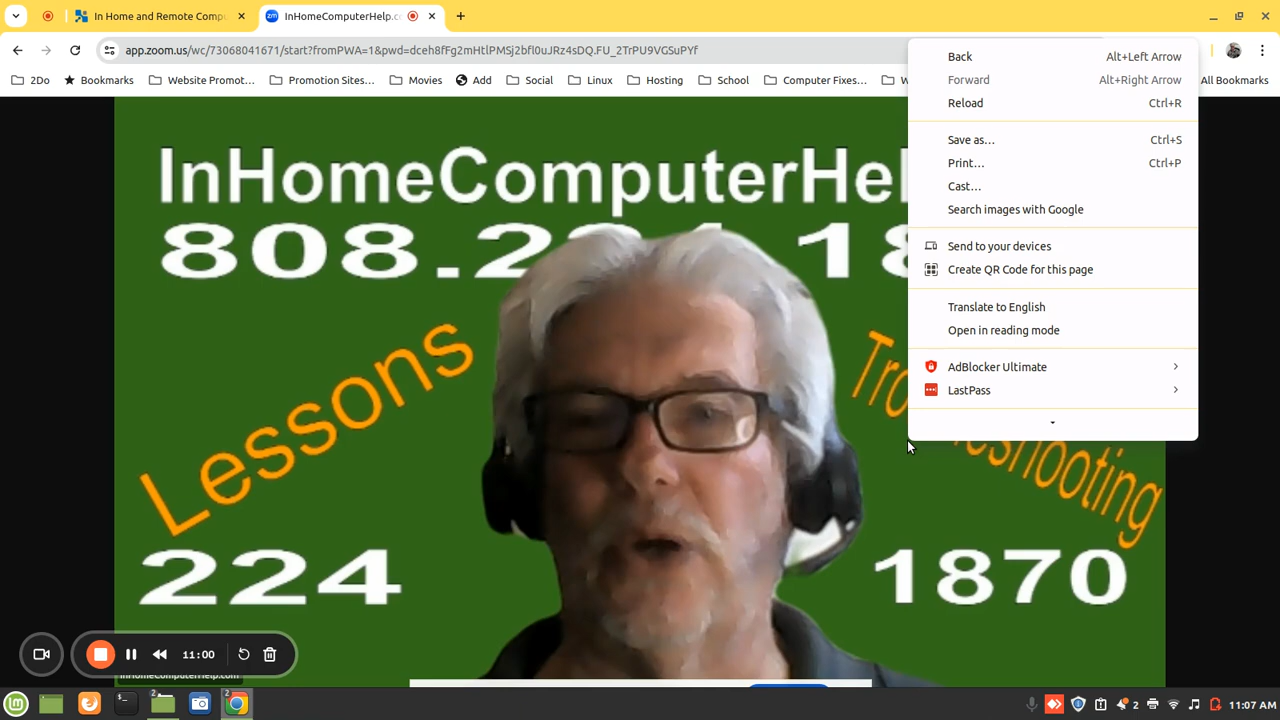 In Home and Remote Compu
InHomeComputerHelp.c
app.zoom.us/wc/73068041671/start?fromPWA=1&pwd=dceh8fFg2mHtlPMSj2bfl0uJRz4sDQ.FU_2TrPU9VGSuPYf
2Do
Bookmarks
Website Promot…
Promotion Sites…
Movies
Add
Social
Linux
Hosting
School
Computer Fixes…
All Bookmarks
Back Alt+Left Arrow
Forward Alt+Right Arrow
Reload Ctrl+R
Save as… Ctrl+S
Print… Ctrl+P
Cast…
Search images with Google
Send to your devices
Create QR Code for this page
Translate to English
Open in reading mode
AdBlocker Ultimate
LastPass
InHomeComputerHel
808.22
Lessons
Troubleshooting
224
1870
11:00
InHomeComputerHelp.com
2
2
2
11:07 AM